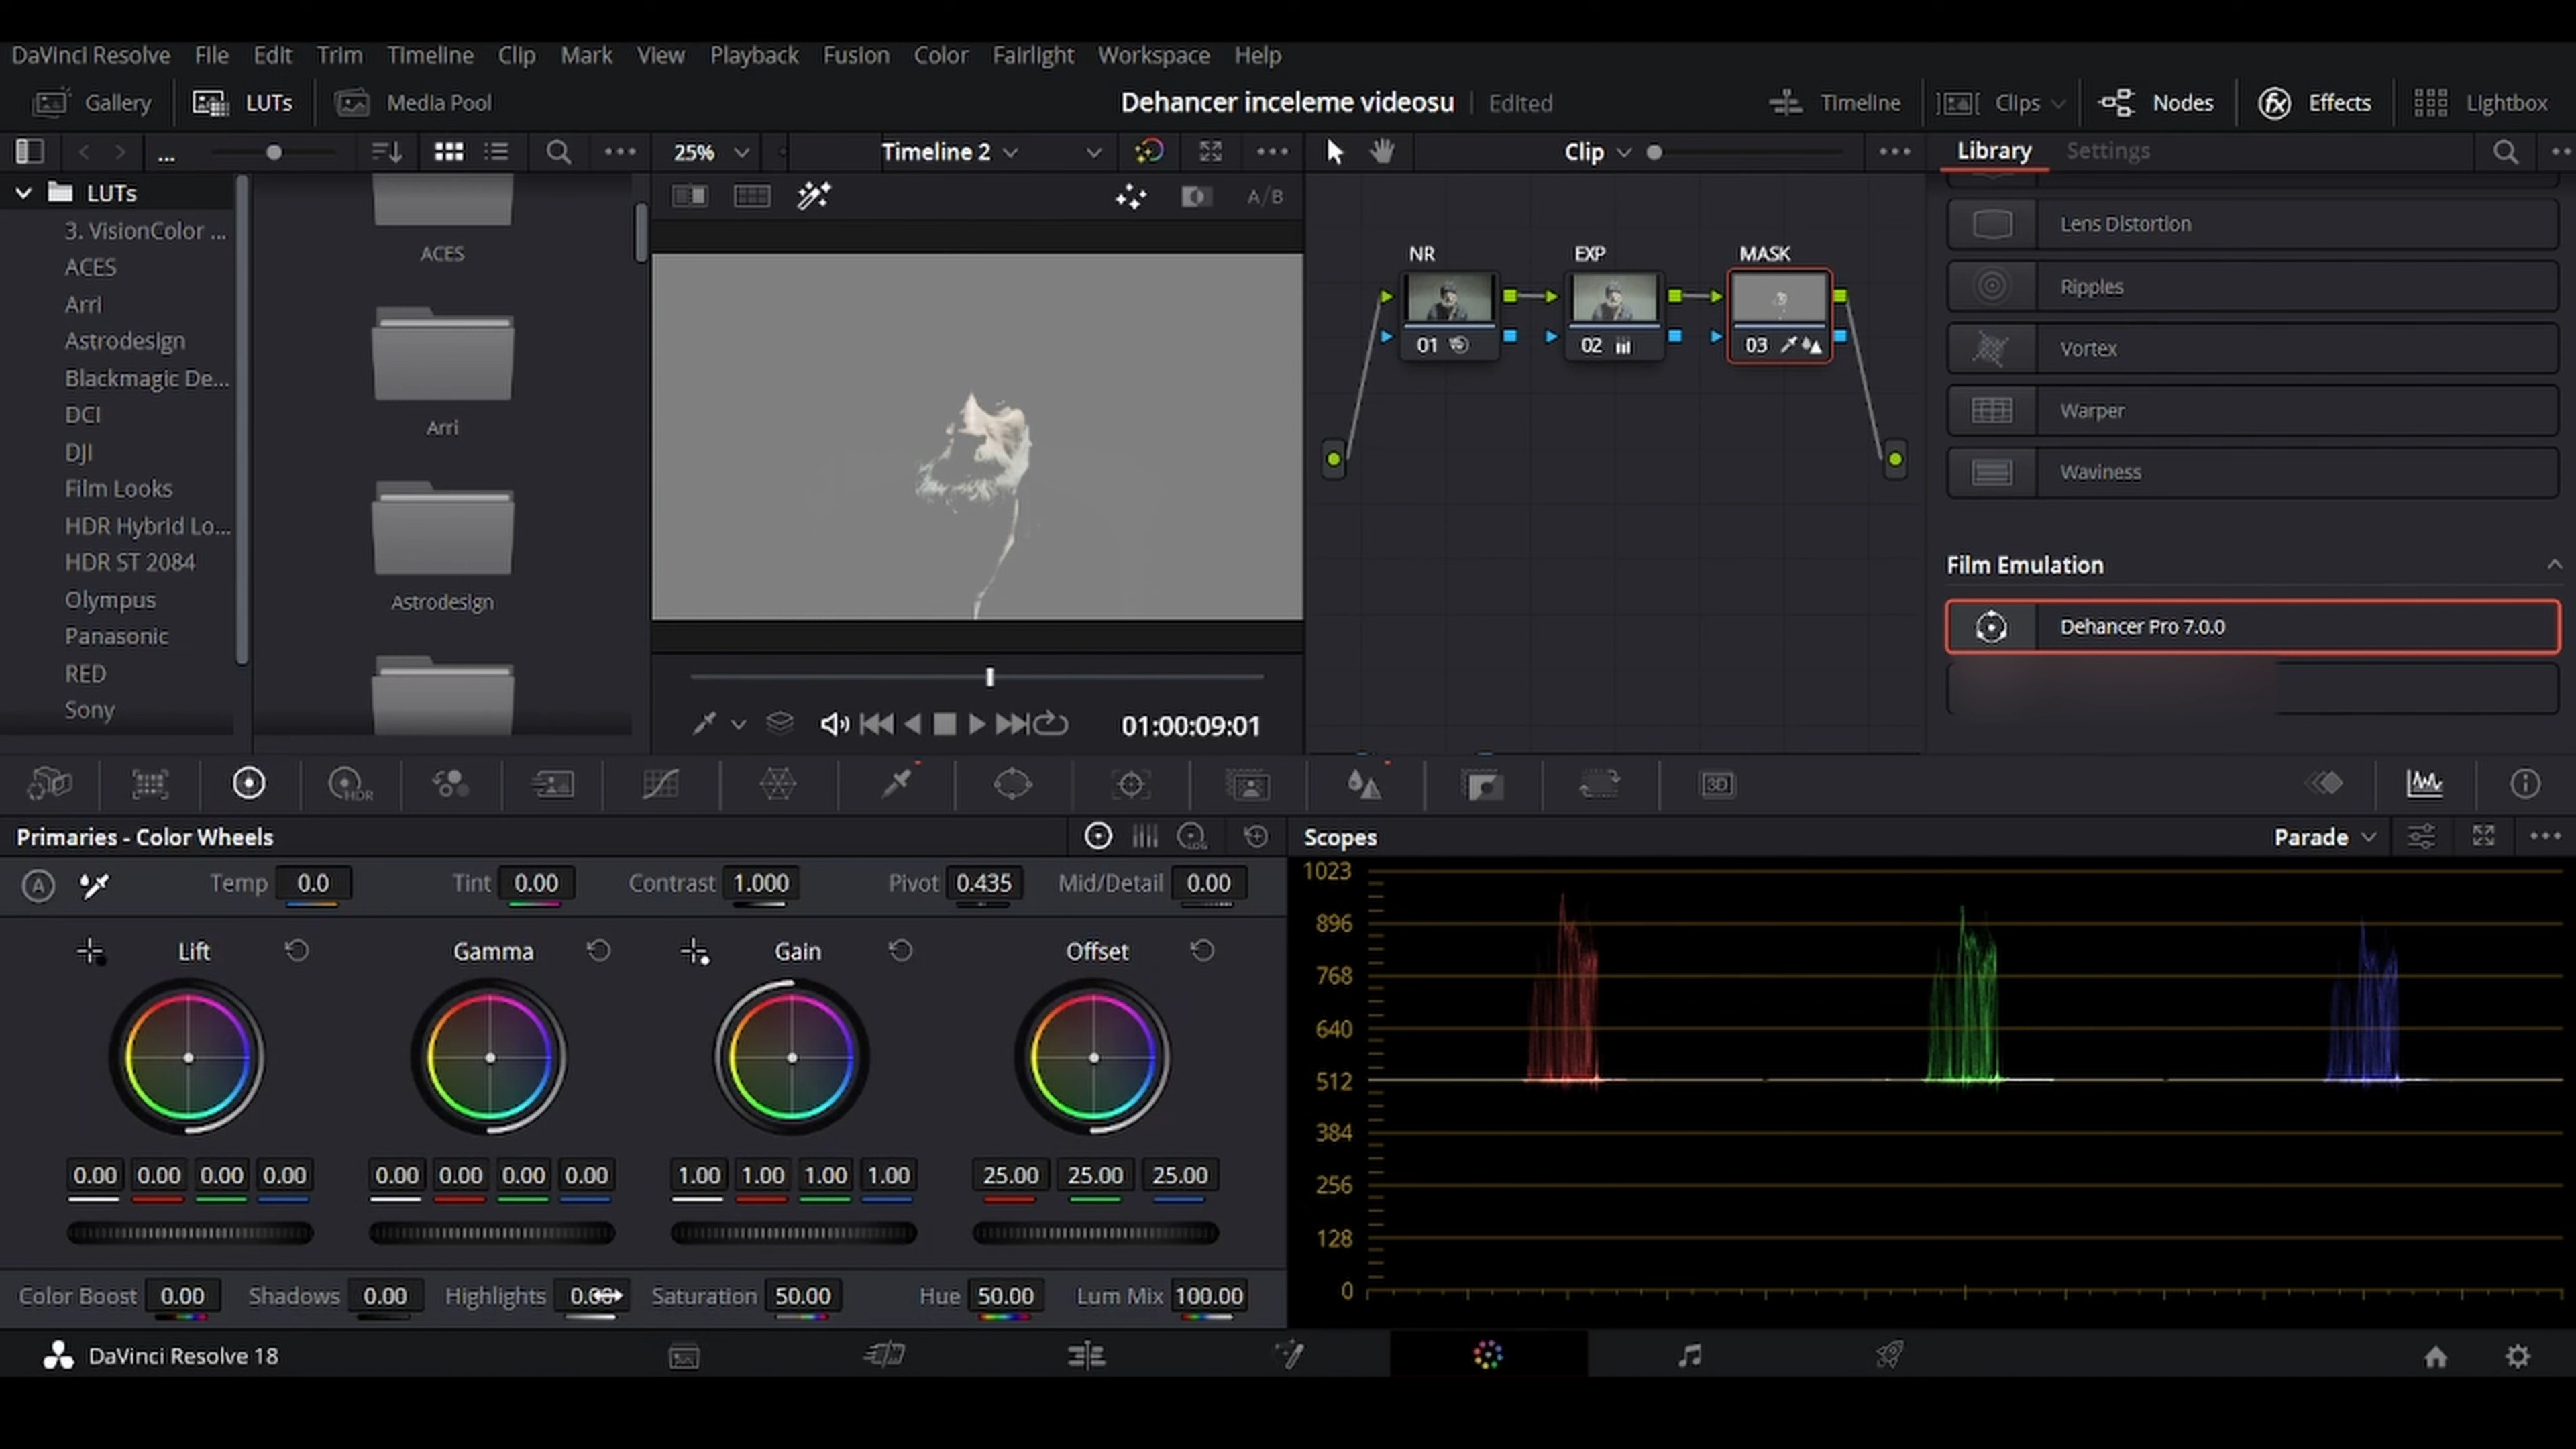 DaVinci Resolve File Edit Trim Timeline Clip Mark View Playback Fusion Color Fairlight Workspace Help
Gallery LUTs Media Pool Dehancer inceleme videosu Edited Timeline Clips Nodes Effects Lightbox
... 25% Timeline 2 Clip Library Settings
A/B
LUTs
3. VisionColor ...
ACES
Arri
Astrodesign
Blackmagic De...
DCI
DJI
Film Looks
HDR Hybrid Lo...
HDR ST 2084
Olympus
Panasonic
RED
Sony
ACES
Arri
Astrodesign
01:00:09:01
NR EXP MASK
01 02 03
Lens Distortion
Ripples
Vortex
Warper
Waviness
Film Emulation
Dehancer Pro 7.0.0
HDR 3D
Primaries - Color Wheels
LOG
A Temp 0.0 Tint 0.00 Contrast 1.000 Pivot 0.435 Mid/Detail 0.00
Lift Gamma Gain Offset
0.00 0.00 0.00 0.00 0.00 0.00 0.00 0.00 1.00 1.00 1.00 1.00 25.00 25.00 25.00
Color Boost 0.00 Shadows 0.00 Highlights Saturation 50.00 Hue 50.00 Lum Mix 100.00
Scopes Parade
1023
896
768
640
512
384
256
128
0
DaVinci Resolve 18